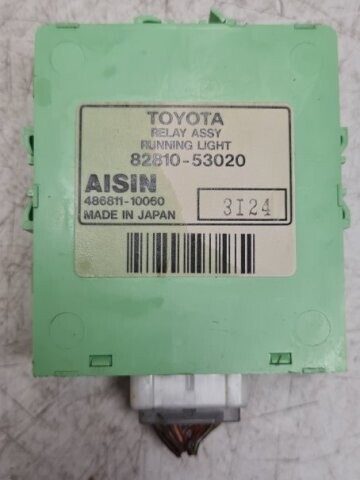 TOYOTA
RELAY ASSY
RUNNING LIGHT
82810-53020
AISIN
486811-10060
MADE IN JAPAN
3I24